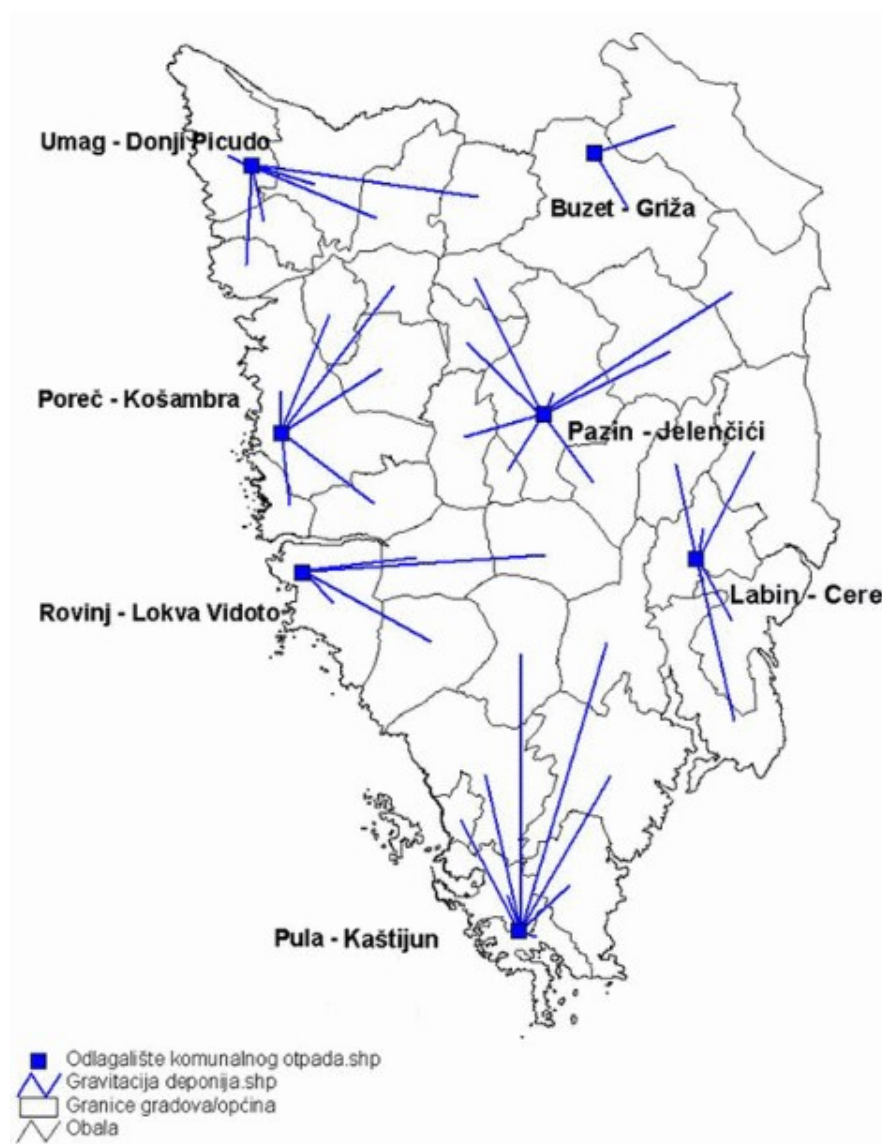 Umag - Donji Picudo
Buzet - Griža
Poreč - Košambra
Pazin - Jelenčići
Labin - Cere
Rovinj - Lokva Vidoto
Pula - Kaštijun
Odlagalište komunalnog otpada.shp
Gravitacija deponija.shp
Granice gradova/općina
Obala